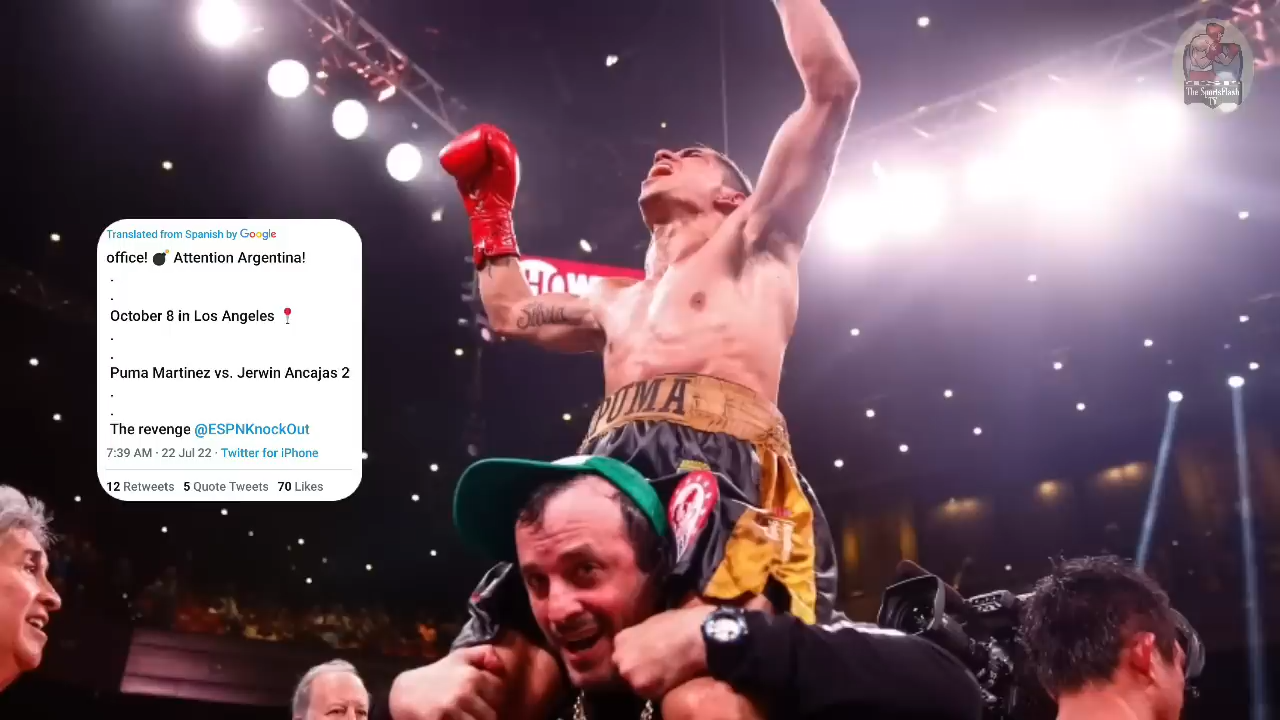 The SportsFlash
TV
Translated from Spanish by Google
office! 💣 Attention Argentina!
.
.
October 8 in Los Angeles 📍
.
.
Puma Martinez vs. Jerwin Ancajas 2
.
.
The revenge @ESPNKnockOut
7:39 AM · 22 Jul 22 · Twitter for iPhone
12 Retweets 5 Quote Tweets 70 Likes
SHOW
Silvia
PUMA